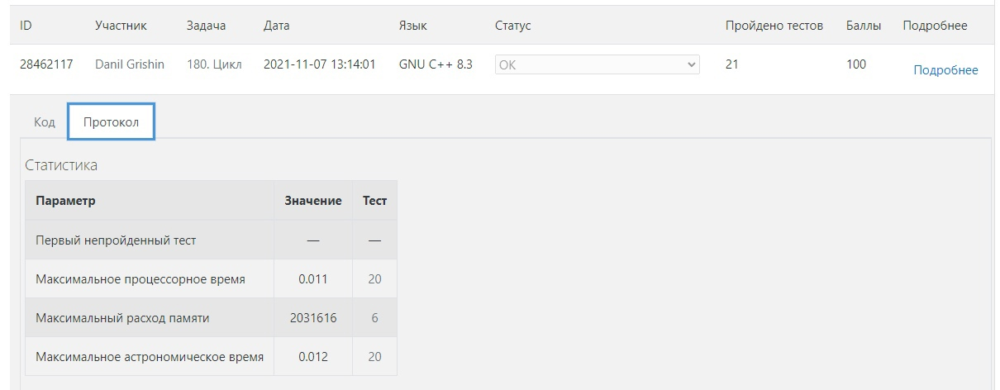 ID Участник Задача Дата Язык Статус Пройдено тестов Баллы Подробнее
28462117 Danil Grishin 180. Цикл 2021-11-07 13:14:01 GNU C++ 8.3 OK 21 100 Подробнее
Код Протокол
Статистика
Параметр Значение Тест
Первый непройденный тест — —
Максимальное процессорное время 0.011 20
Максимальный расход памяти 2031616 6
Максимальное астрономическое время 0.012 20